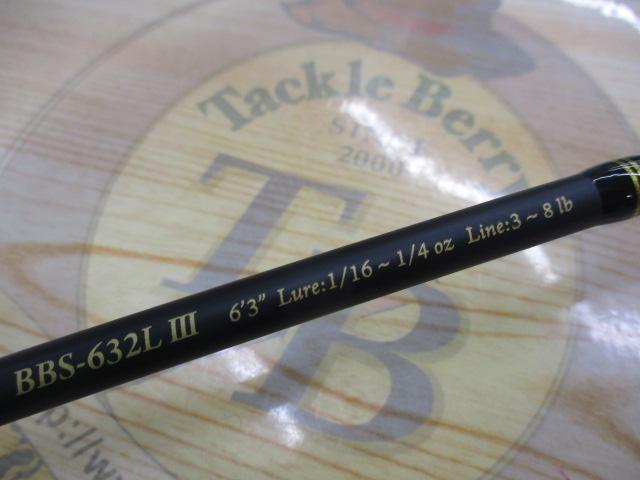 Tackle Berry
SINCE
2000
TB
BBS-632L III 6'3" Lure:1/16 ~ 1/4 oz Line:3 ~ 8 lb